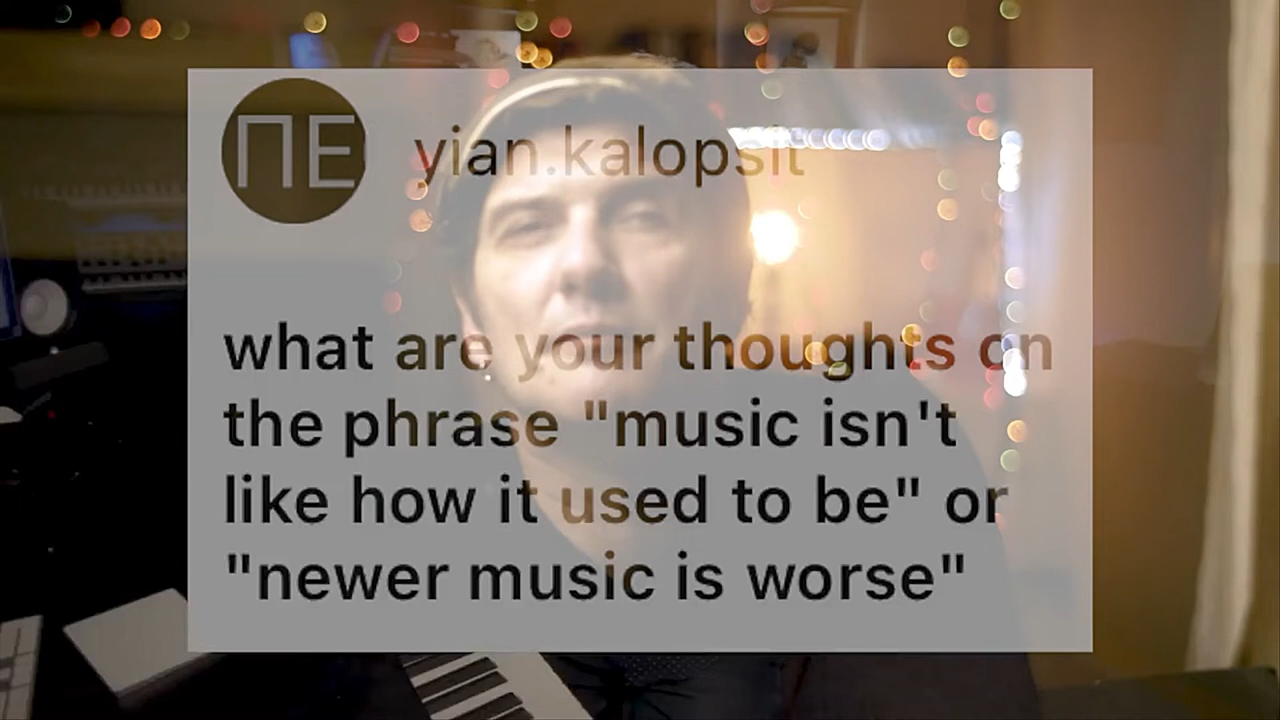 ΠΕ
yian.kalopsit
what are your thoughts on
the phrase "music isn't
like how it used to be" or
"newer music is worse"